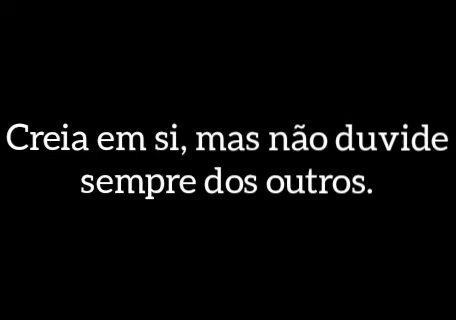 Creia em si, mas não duvide
sempre dos outros.